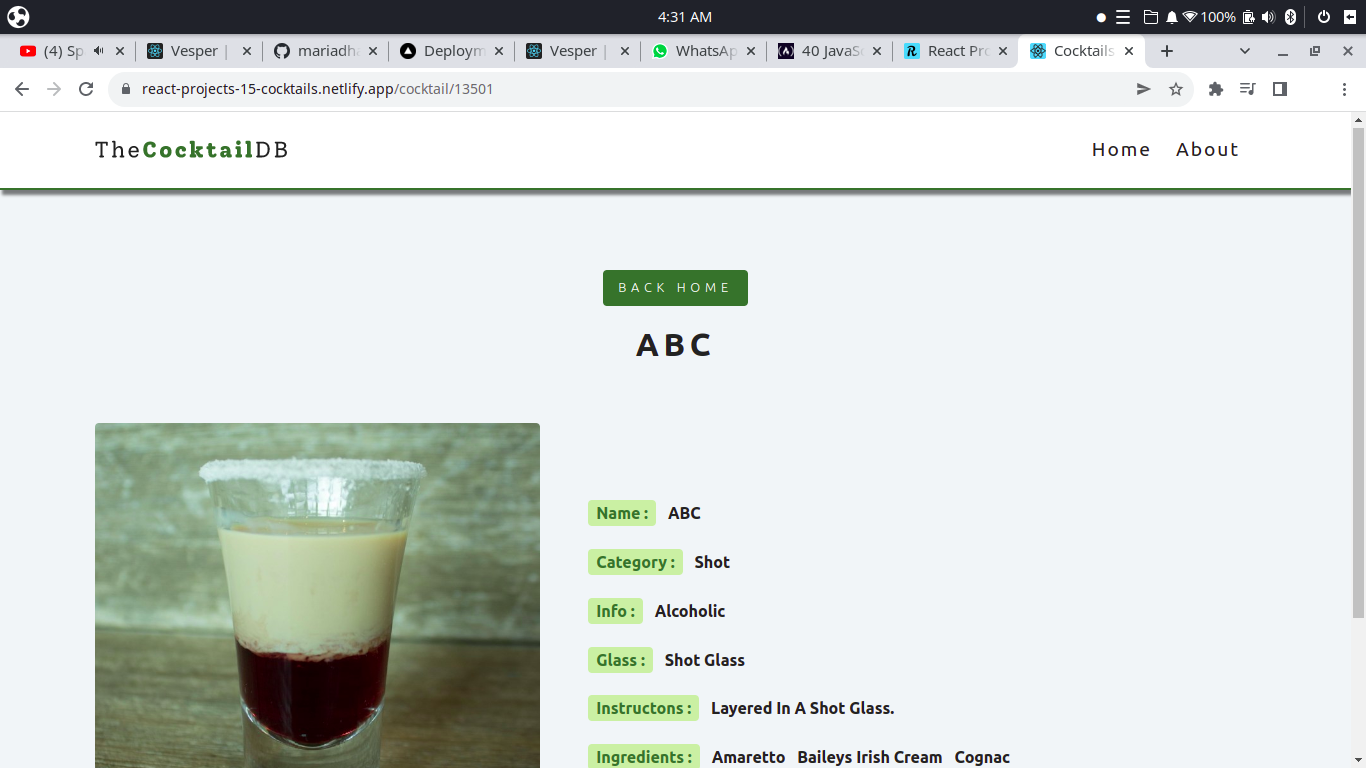 4:31 AM
100%
(4) Sp
Vesper |
mariadha
Deploym
Vesper |
WhatsAp
40 JavaSc
React Pro
Cocktails
react-projects-15-cocktails.netlify.app/cocktail/13501
TheCocktailDB
Home About
BACK HOME
ABC
Name : ABC
Category : Shot
Info : Alcoholic
Glass : Shot Glass
Instructons : Layered In A Shot Glass.
Ingredients : Amaretto Baileys Irish Cream Cognac